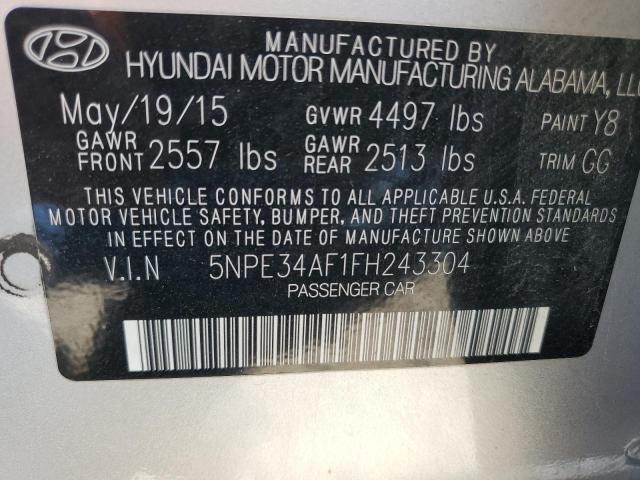 MANUFACTURED BY
HYUNDAI MOTOR MANUFACTURING ALABAMA, LLC
May/19/15 GVWR 4497 lbs PAINT Y8
GAWR FRONT 2557 lbs GAWR REAR 2513 lbs TRIM GG
THIS VEHICLE CONFORMS TO ALL APPLICABLE U.S.A. FEDERAL
MOTOR VEHICLE SAFETY, BUMPER, AND THEFT PREVENTION STANDARDS
IN EFFECT ON THE DATE OF MANUFACTURE SHOWN ABOVE
V.I.N 5NPE34AF1FH243304
PASSENGER CAR